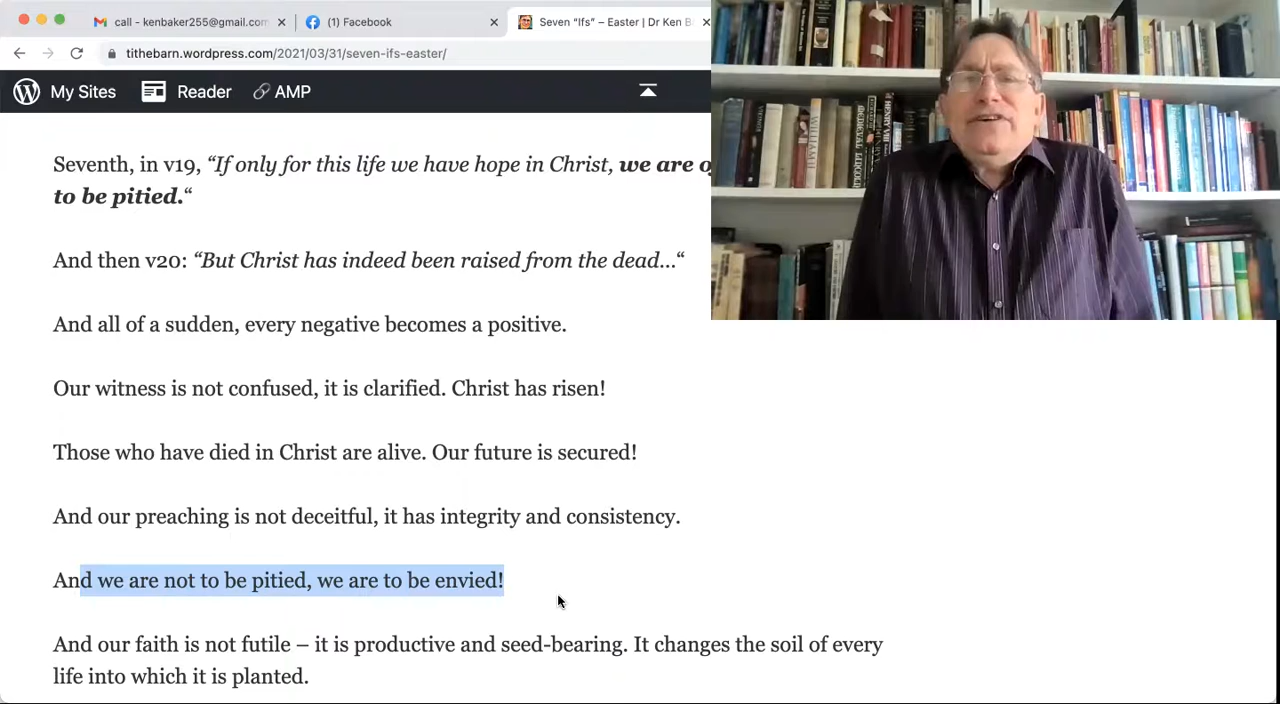 call - kenbaker255@gmail.com
Facebook
Seven “Ifs” – Easter | Dr Ken B
tithebarn.wordpress.com/2021/03/31/seven-ifs-easter/
My Sites Reader AMP
Seventh, in v19, “If only for this life we have hope in Christ, we are o
to be pitied.“
And then v20: “But Christ has indeed been raised from the dead…“
And all of a sudden, every negative becomes a positive.
Our witness is not confused, it is clarified. Christ has risen!
Those who have died in Christ are alive. Our future is secured!
And our preaching is not deceitful, it has integrity and consistency.
And we are not to be pitied, we are to be envied!
And our faith is not futile – it is productive and seed-bearing. It changes the soil of every
life into which it is planted.
HENRY VIII